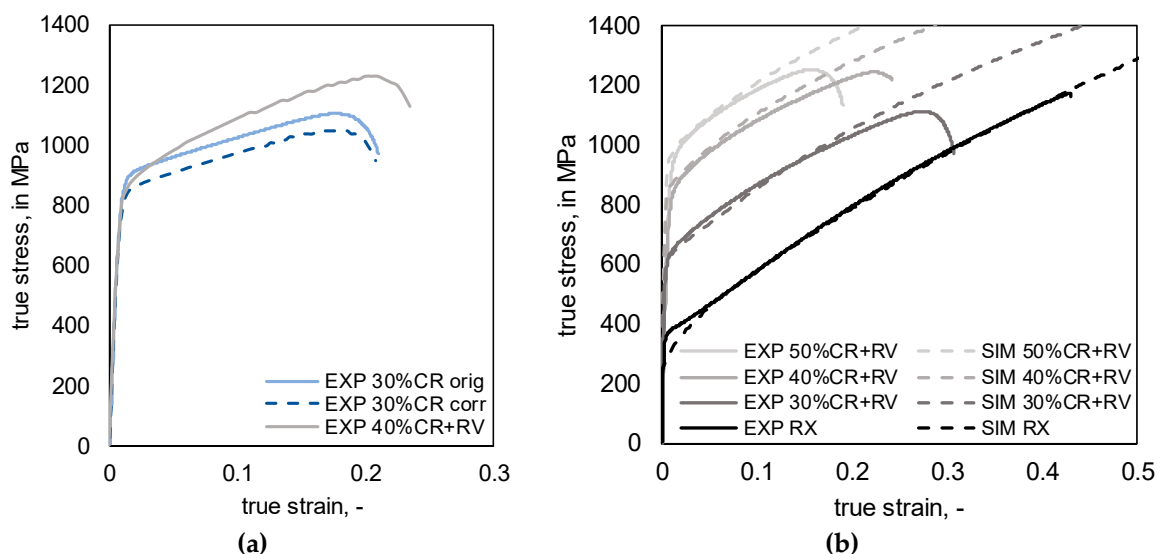 1400
1200
1000
800
600
400
200
0
true stress, in MPa
EXP 30%CR orig
EXP 30%CR corr
EXP 40%CR+RV
0
0.1
0.2
0.3
true strain, -
(a)
1400
1200
1000
800
600
400
200
0
true stress, in MPa
EXP 50%CR+RV
SIM 50%CR+RV
EXP 40%CR+RV
SIM 40%CR+RV
EXP 30%CR+RV
SIM 30%CR+RV
EXP RX
SIM RX
0
0.1
0.2
0.3
0.4
0.5
true strain, -
(b)